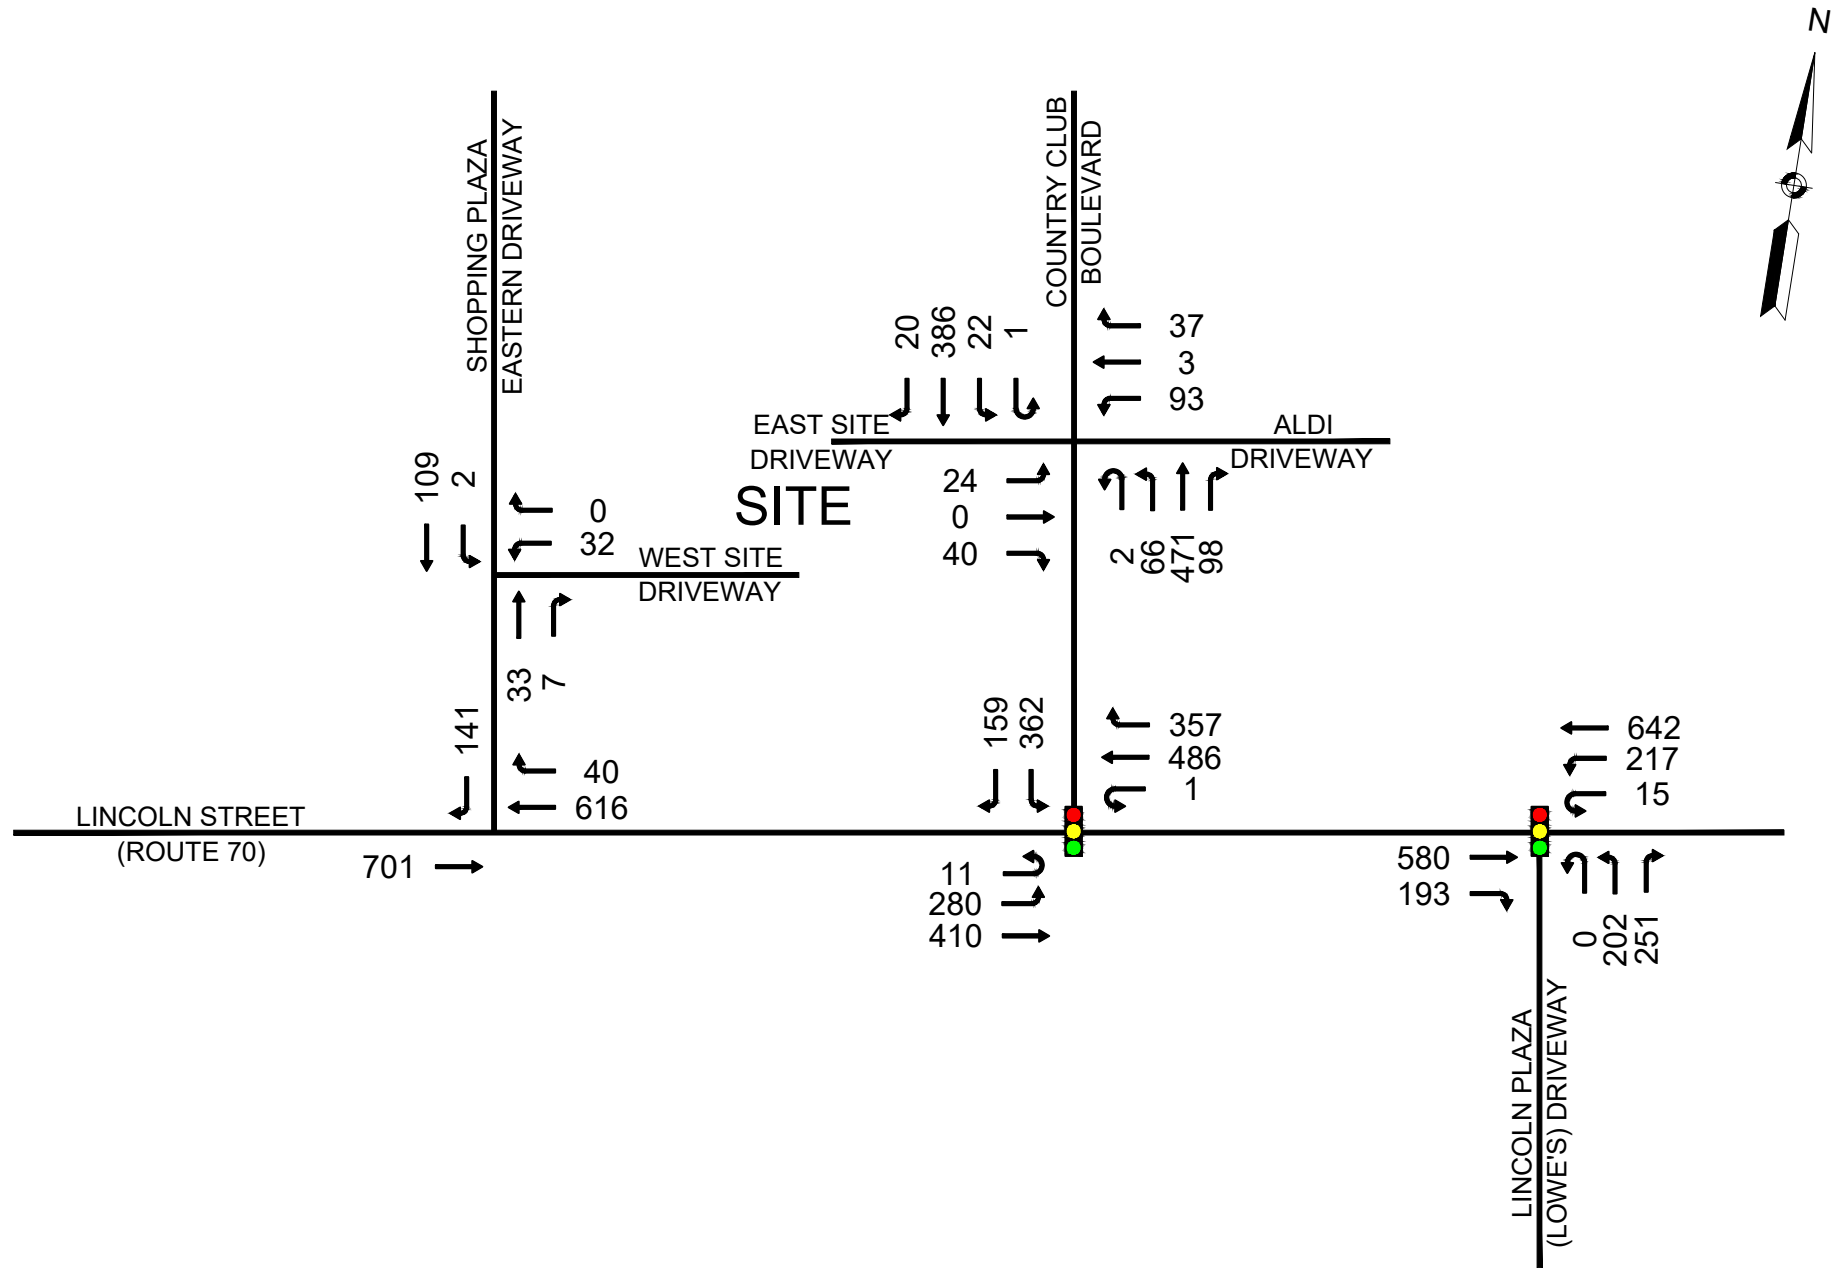 N
SHOPPING PLAZA
EASTERN DRIVEWAY
COUNTRY CLUB
BOULEVARD
20
386
22
1
37
3
93
EAST SITE
DRIVEWAY
ALDI
DRIVEWAY
SITE
24
0
40
2
66
471
98
109
2
0
32
WEST SITE
DRIVEWAY
33
7
141
40
616
LINCOLN STREET
(ROUTE 70)
701
159
362
357
486
1
11
280
410
642
217
15
580
193
0
202
251
LINCOLN PLAZA
(LOWE'S) DRIVEWAY